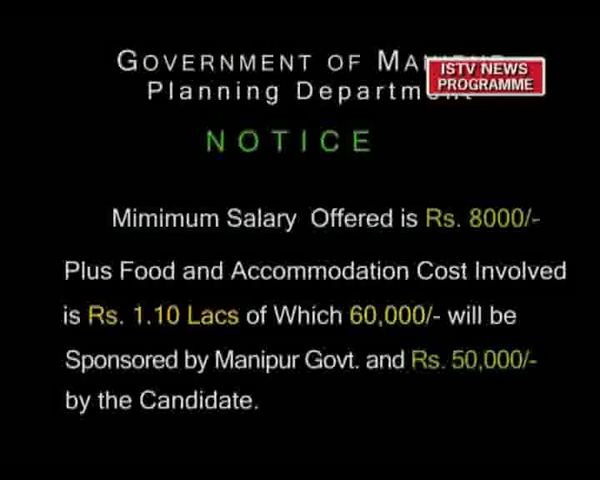 GOVERNMENT OF MANIPUR
ISTV NEWS
PROGRAMME
Planning Department
NOTICE
Mimimum Salary Offered is Rs. 8000/-
Plus Food and Accommodation Cost Involved
is Rs. 1.10 Lacs of Which 60,000/- will be
Sponsored by Manipur Govt. and Rs. 50,000/-
by the Candidate.